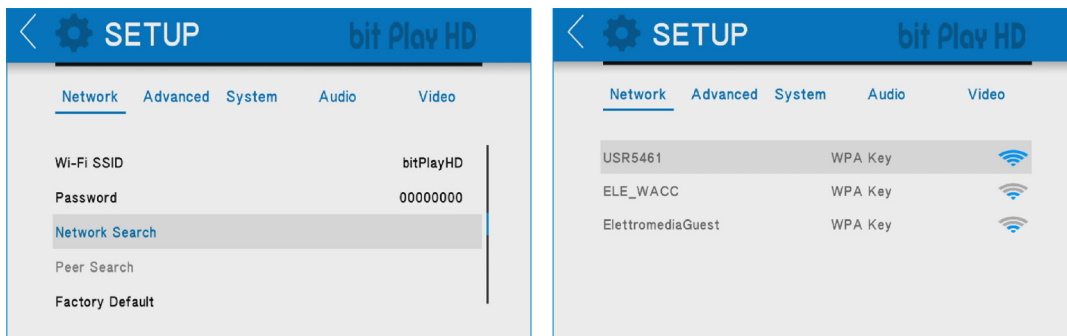 SETUP bit Play HD
Network Advanced System Audio Video
Wi-Fi SSID bitPlayHD
Password 00000000
Network Search
Peer Search
Factory Default
SETUP bit Play HD
Network Advanced System Audio Video
USR5461 WPA Key
ELE_WACC WPA Key
ElettromediaGuest WPA Key